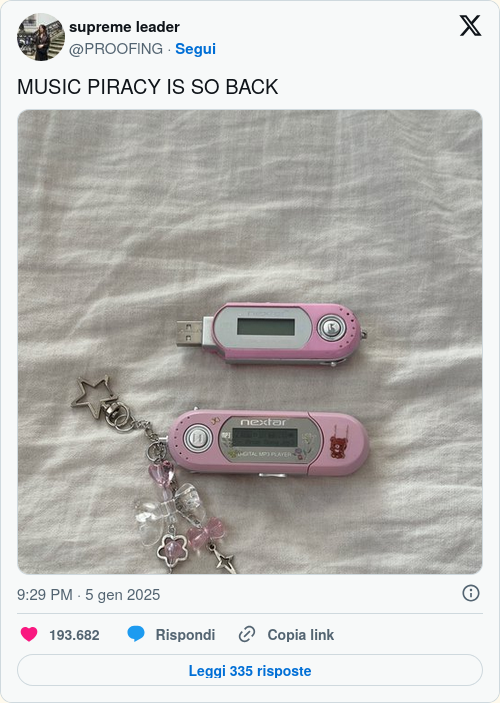 supreme leader
@PROOFING · Segui
MUSIC PIRACY IS SO BACK
nextar
DIGITAL MP3 PLAYER
9:29 PM · 5 gen 2025
193.682 Rispondi Copia link
Leggi 335 risposte